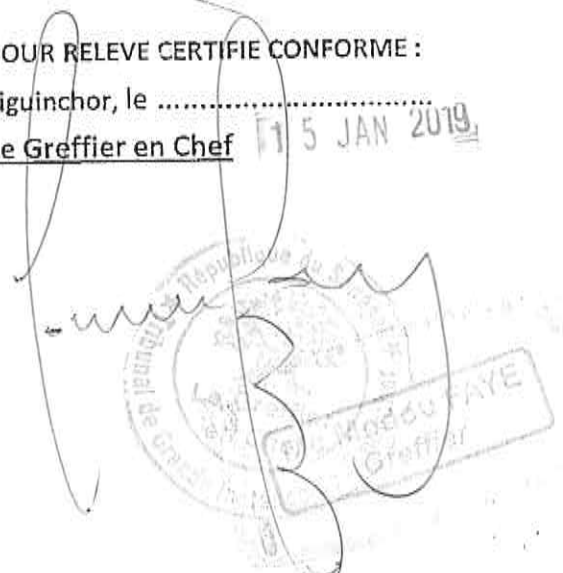 OUR RELEVE CERTIFIE CONFORME :
iguinchor, le ....................................
15 JAN 2019
e Greffier en Chef
République du
Tribunal de Grande
Modou FAYE
Greffier